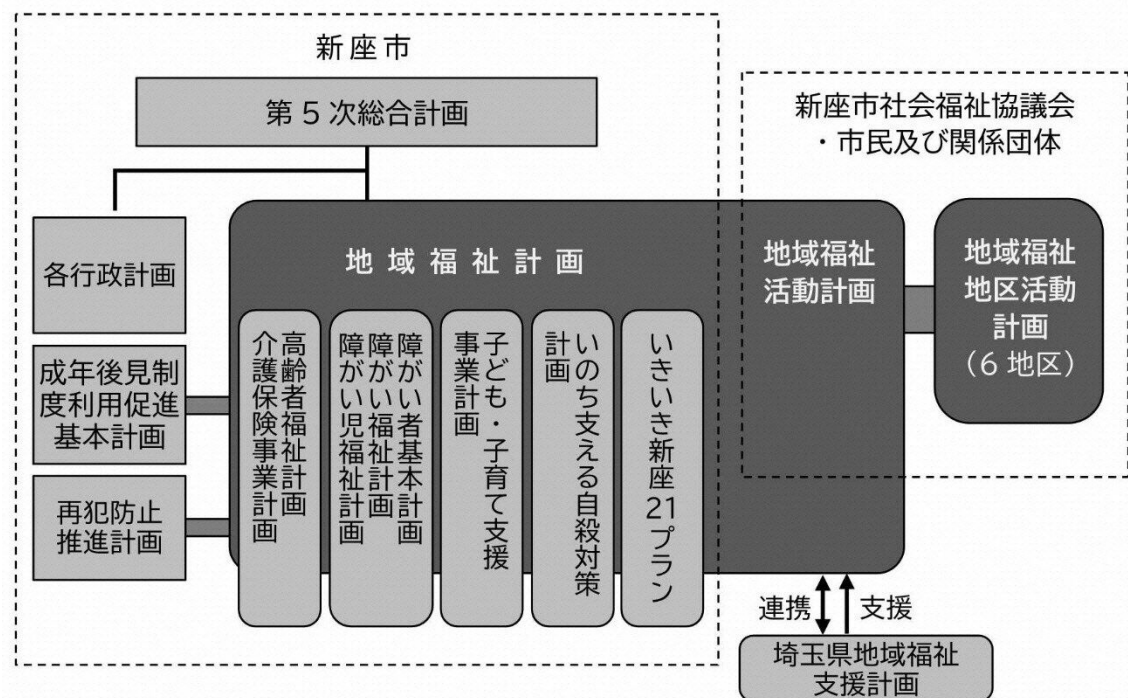 新座市
第5次総合計画
新座市社会福祉協議会
・市民及び関係団体
各行政計画
地域福祉計画
地域福祉
活動計画
地域福祉
地区活動
計画
(6地区)
成年後見制
度利用促進
基本計画
再犯防止
推進計画
高齢者福祉計画
介護保険事業計画
障がい者基本計画
障がい福祉計画
障がい児福祉計画
子ども・子育て支援
事業計画
いのち支える自殺対策
計画
いきいき新座21プラン
連携
支援
埼玉県地域福祉
支援計画